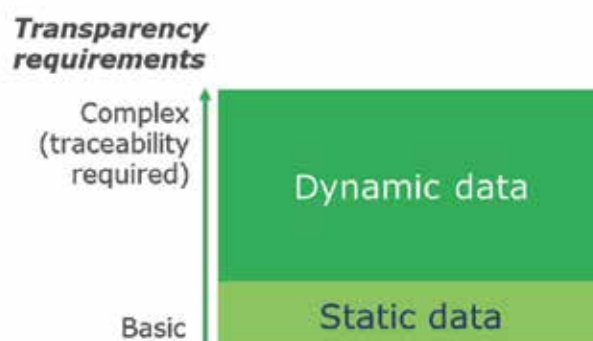 Transparency
requirements
Complex
(traceability
required)
Dynamic data
Static data
Basic